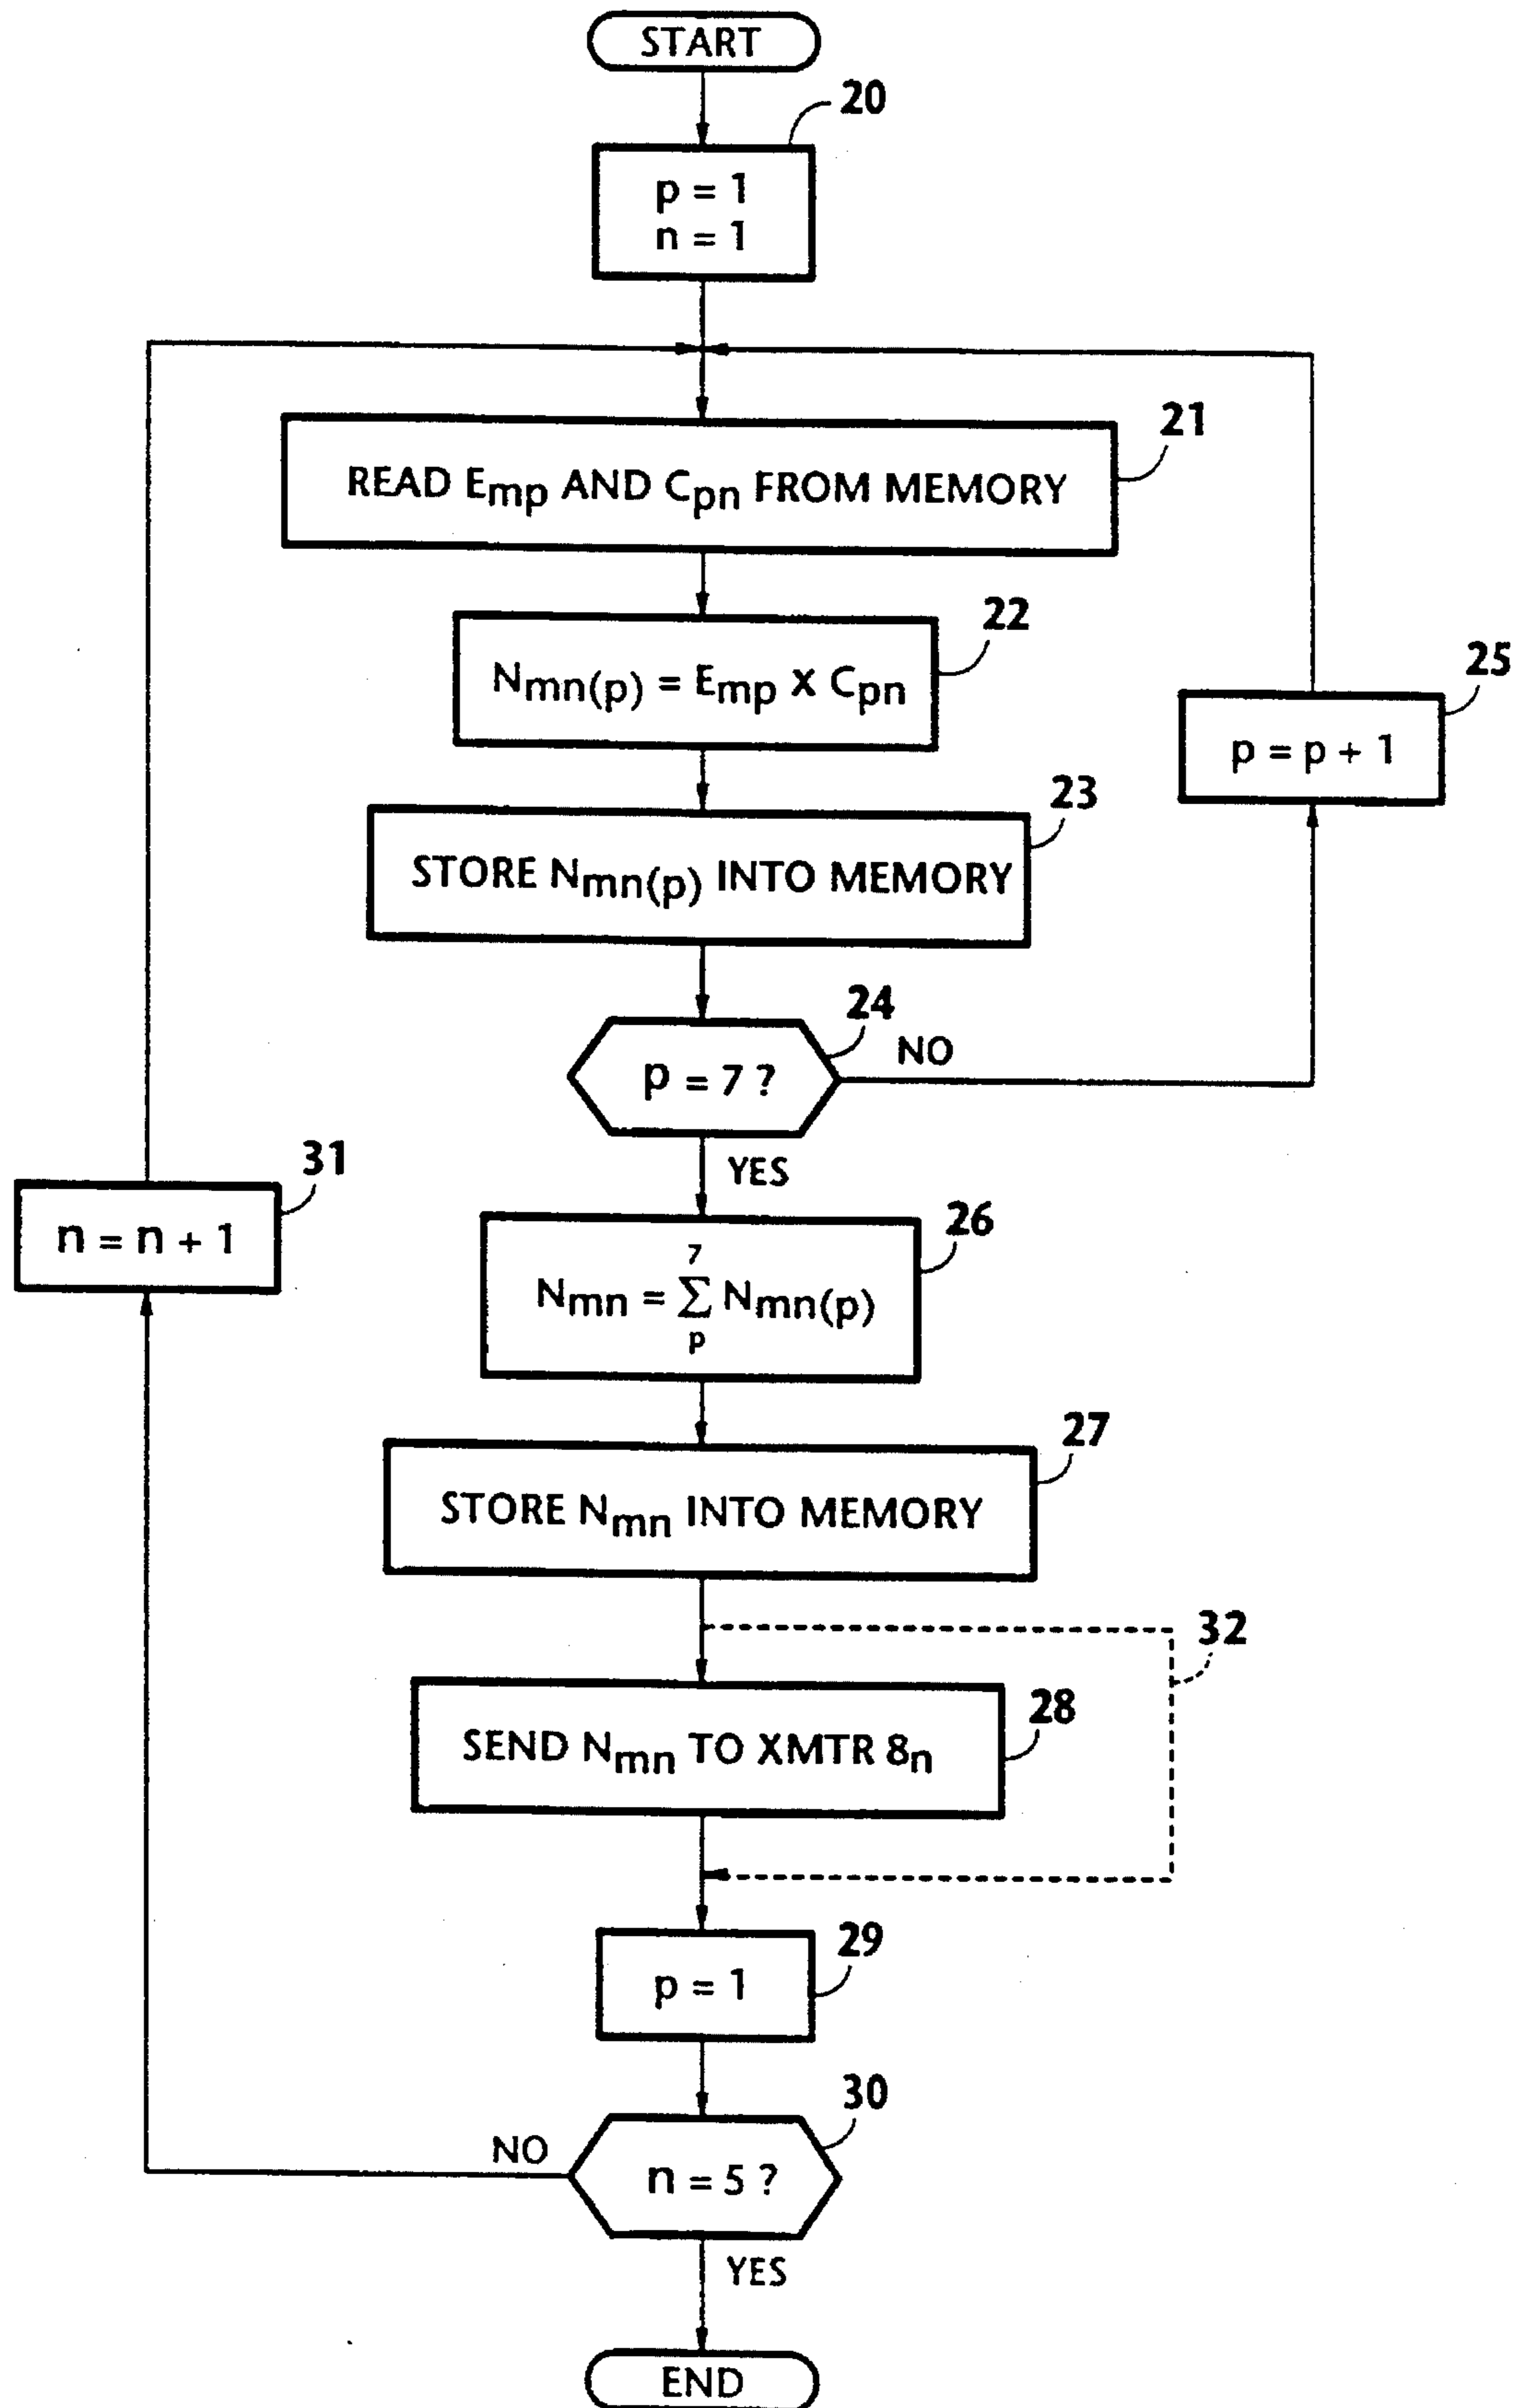 START
20
p = 1
n = 1
21
READ Emp AND Cpn FROM MEMORY
22
Nmn(p) = Emp X Cpn
25
p = p + 1
23
STORE Nmn(p) INTO MEMORY
24
p = 7 ?
NO
YES
31
n = n + 1
26
7
Nmn = Σ Nmn(p)
p
27
STORE Nmn INTO MEMORY
32
28
SEND Nmn TO XMTR 8n
29
p = 1
30
NO
n = 5 ?
YES
END